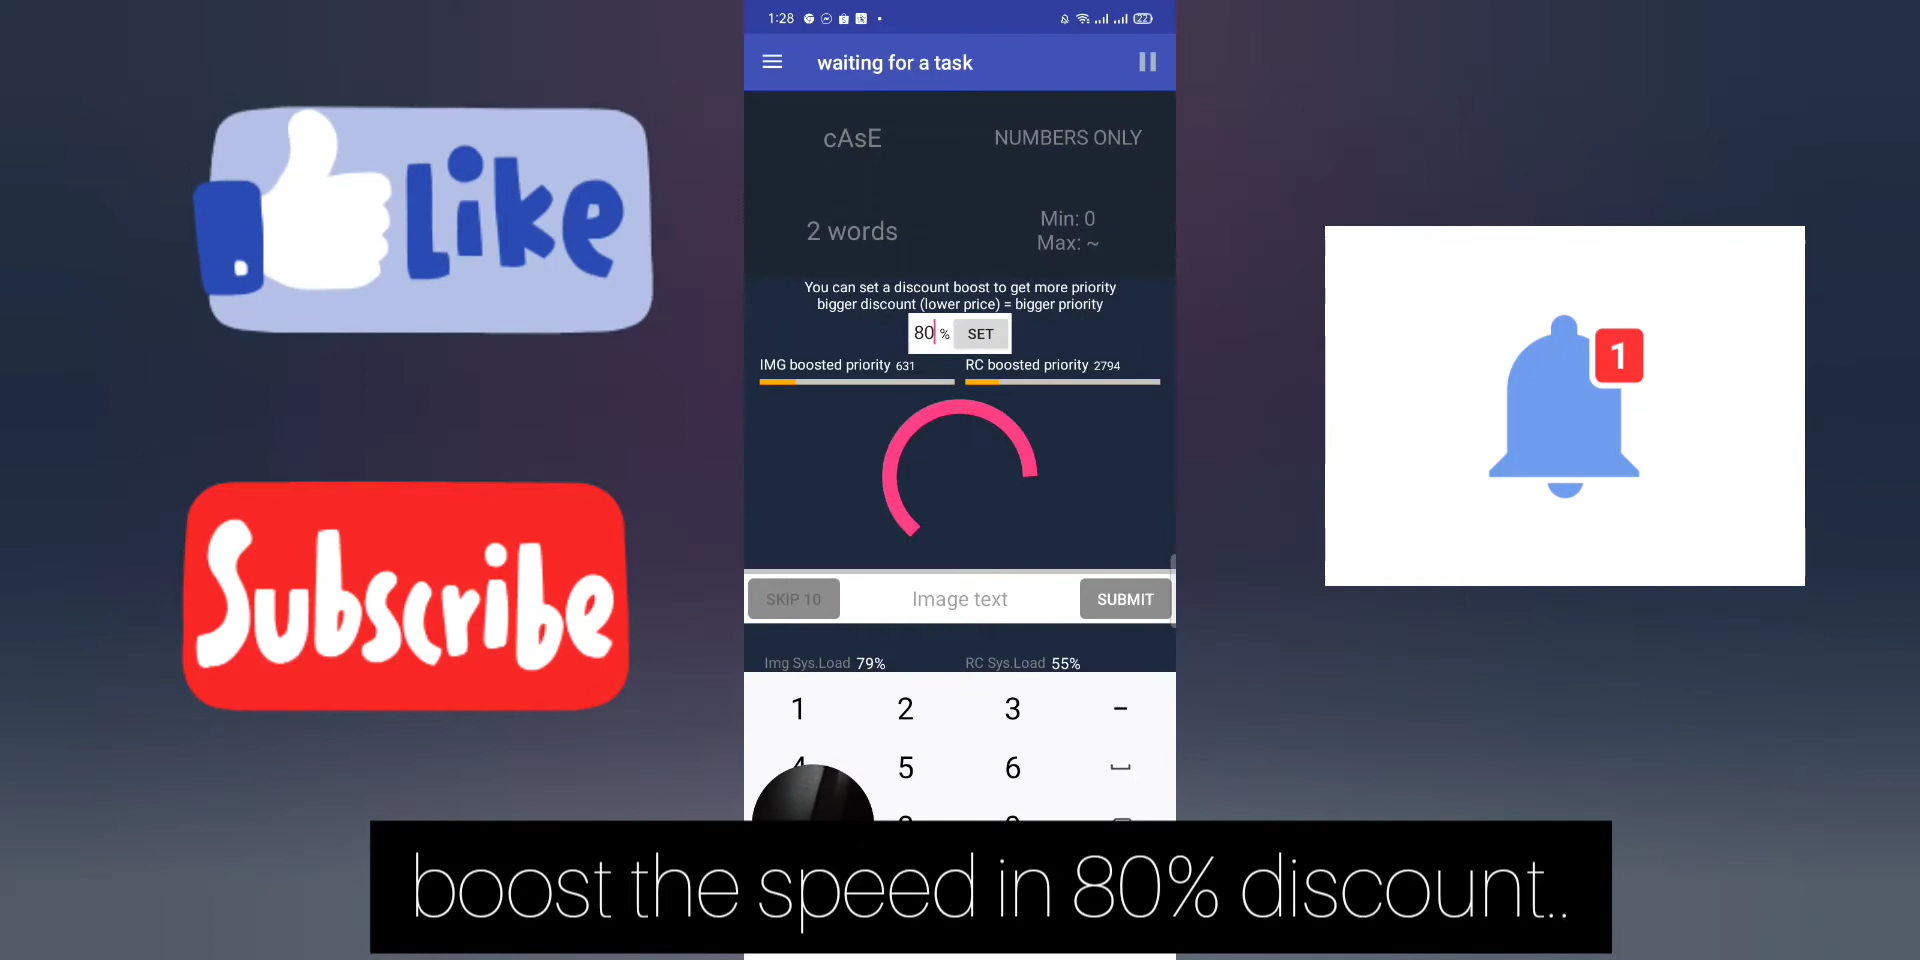 1:28
22
waiting for a task
cAsE
NUMBERS ONLY
2 words
Min: 0
Max: ~
You can set a discount boost to get more priority
bigger discount (lower price) = bigger priority
80 % SET
IMG boosted priority 631
RC boosted priority 2794
SKIP 10
Image text
SUBMIT
Img Sys.Load 79%
RC Sys.Load 55%
1 2 3 -
5 6
Like
Subscribe
1
boost the speed in 80% discount..